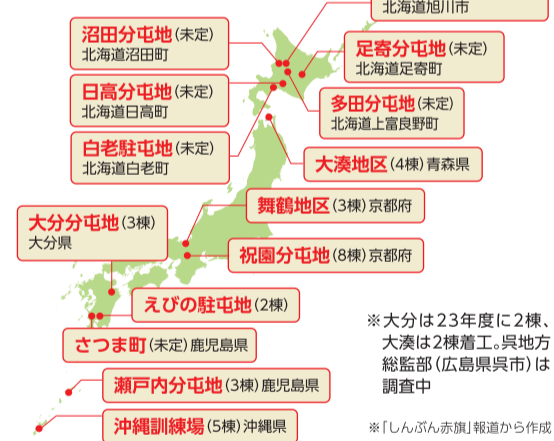 北海道旭川市
沼田分屯地(未定)
北海道沼田町
足寄分屯地(未定)
北海道足寄町
日高分屯地(未定)
北海道日高町
多田分屯地(未定)
北海道上富良野町
白老駐屯地(未定)
北海道白老町
大湊地区(4棟)青森県
舞鶴地区(3棟)京都府
大分分屯地(3棟)
大分県
祝園分屯地(8棟)京都府
えびの駐屯地(2棟)
さつま町(未定)鹿児島県
瀬戸内分屯地(3棟)鹿児島県
沖縄訓練場(5棟)沖縄県
※大分は23年度に2棟、
大湊は2棟着工。呉地方
総監部(広島県呉市)は
調査中
※「しんぶん赤旗」報道から作成